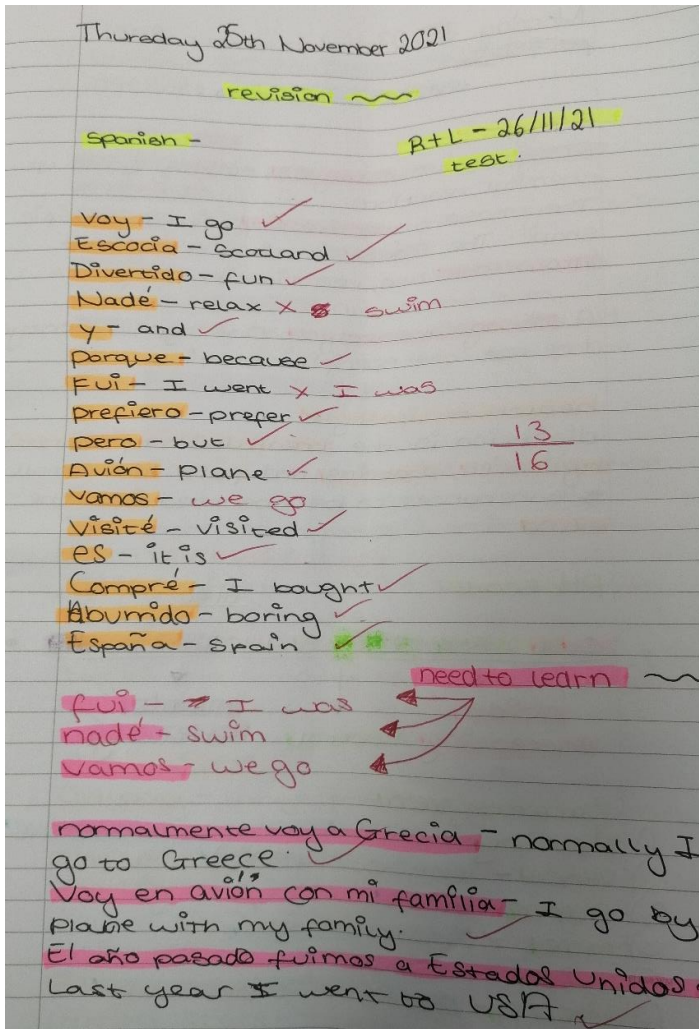 Thursday 25th November 2021
revision
Spanish -
R+L - 26/11/21
test.
Voy - I go ✓
Escocia - Scotland ✓
Divertido - fun ✓
Nadé - relax x swim
y - and ✓
porque - because ✓
Fui - I went x I was
prefiero - prefer ✓
pero - but ✓
Avión - plane ✓
vamos - we go
Visité - visited ✓
es - it is ✓
Compré - I bought ✓
Aburrido - boring ✓
España - spain ✓
13
16
need to learn
fui - I was
nadé - swim
vamos - we go
normalmente voy a Grecia - normally I
go to Greece. ✓
Voy en avión con mi familia - I go by
plane with my family. ✓
El año pasado fuimos a Estados Unidos -
Last year I went to USA ✓